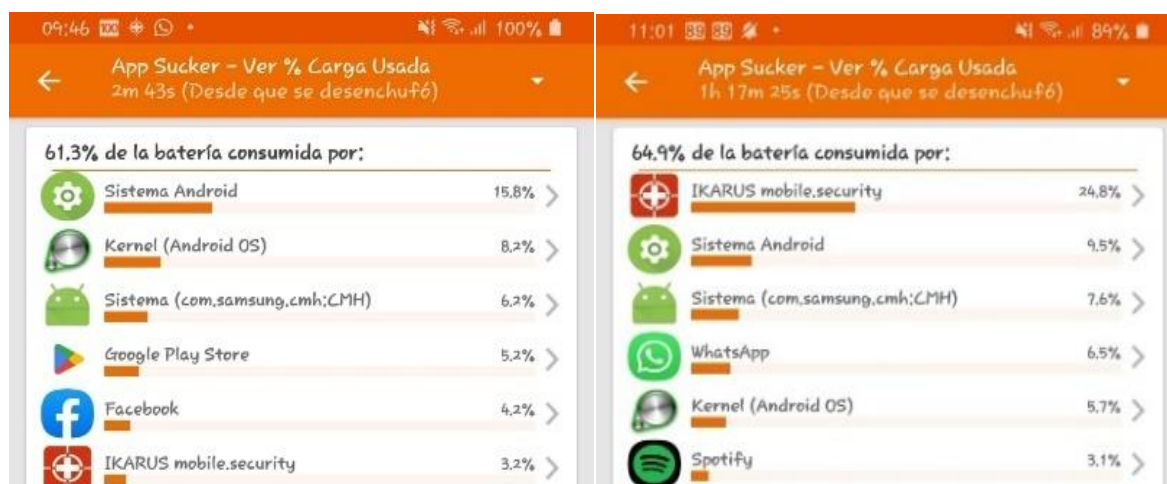 09:46 100 100%
App Sucker – Ver % Carga Usada
2m 43s (Desde que se desenchufó)
61.3% de la batería consumida por:
Sistema Android 15.8%
Kernel (Android OS) 8.2%
Sistema (com.samsung.cmh:CMH) 6.2%
Google Play Store 5.2%
Facebook 4.2%
IKARUS mobile.security 3.2%
11:01 89 89 89%
App Sucker – Ver % Carga Usada
1h 17m 25s (Desde que se desenchufó)
64.9% de la batería consumida por:
IKARUS mobile.security 24.8%
Sistema Android 9.5%
Sistema (com.samsung.cmh:CMH) 7.6%
WhatsApp 6.5%
Kernel (Android OS) 5.7%
Spotify 3.1%